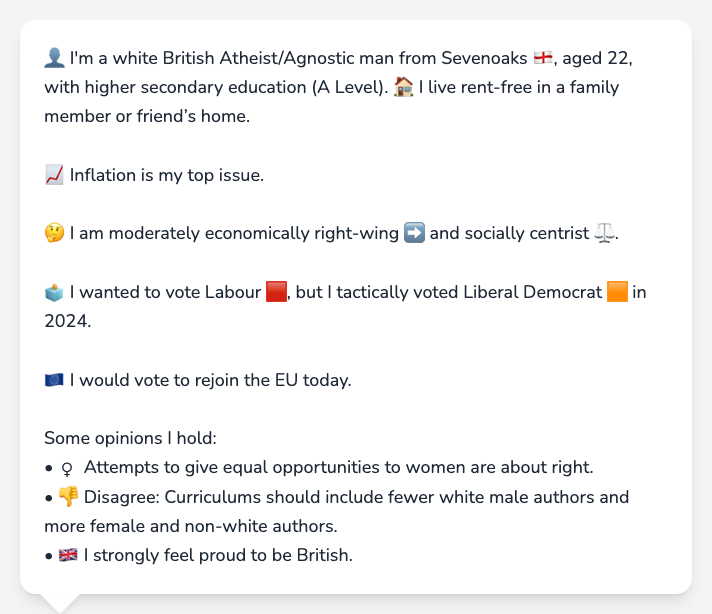 👤 I'm a white British Atheist/Agnostic man from Sevenoaks 🏴󠁧󠁢󠁥󠁮󠁧󠁿, aged 22,
with higher secondary education (A Level). 🏠 I live rent-free in a family
member or friend’s home.
📈 Inflation is my top issue.
🤔 I am moderately economically right-wing ➡️ and socially centrist ⚖️.
🗳️ I wanted to vote Labour 🟥, but I tactically voted Liberal Democrat 🟧 in
2024.
🇪🇺 I would vote to rejoin the EU today.
Some opinions I hold:
• ♀ Attempts to give equal opportunities to women are about right.
• 👎 Disagree: Curriculums should include fewer white male authors and
more female and non-white authors.
• 🇬🇧 I strongly feel proud to be British.